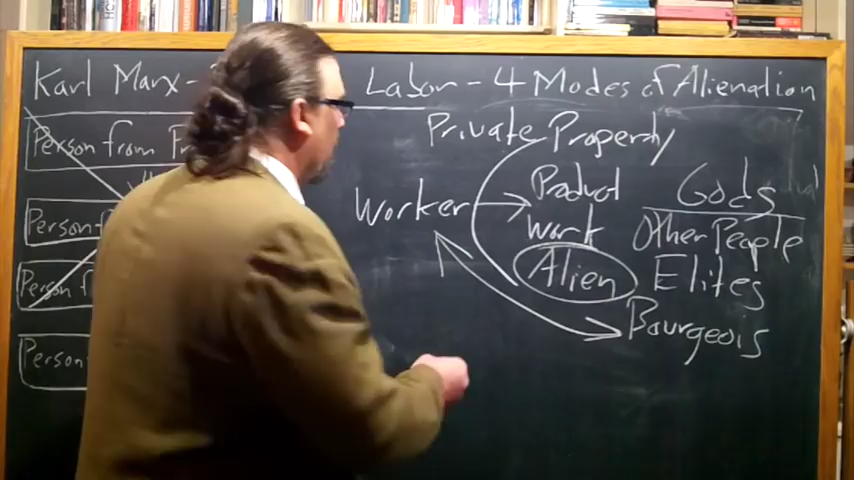 Karl Marx - Labor - 4 Modes of Alienation
Person from Pr
Person-f
Person f
Person
Private Property
Worker
Product
Work
Alien
Gods
Other People
Elites
Bourgeois